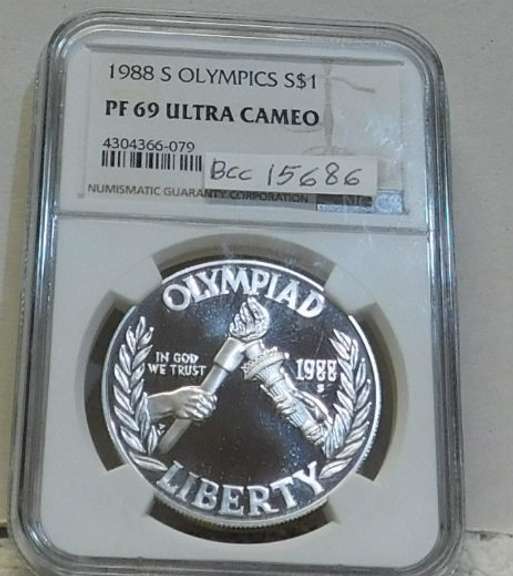 1988 S OLYMPICS S$1
PF 69 ULTRA CAMEO
4304366-079
BCC 15686
NUMISMATIC GUARANTY CORPORATION
OLYMPIAD
IN GOD
WE TRUST
1988
S
LIBERTY